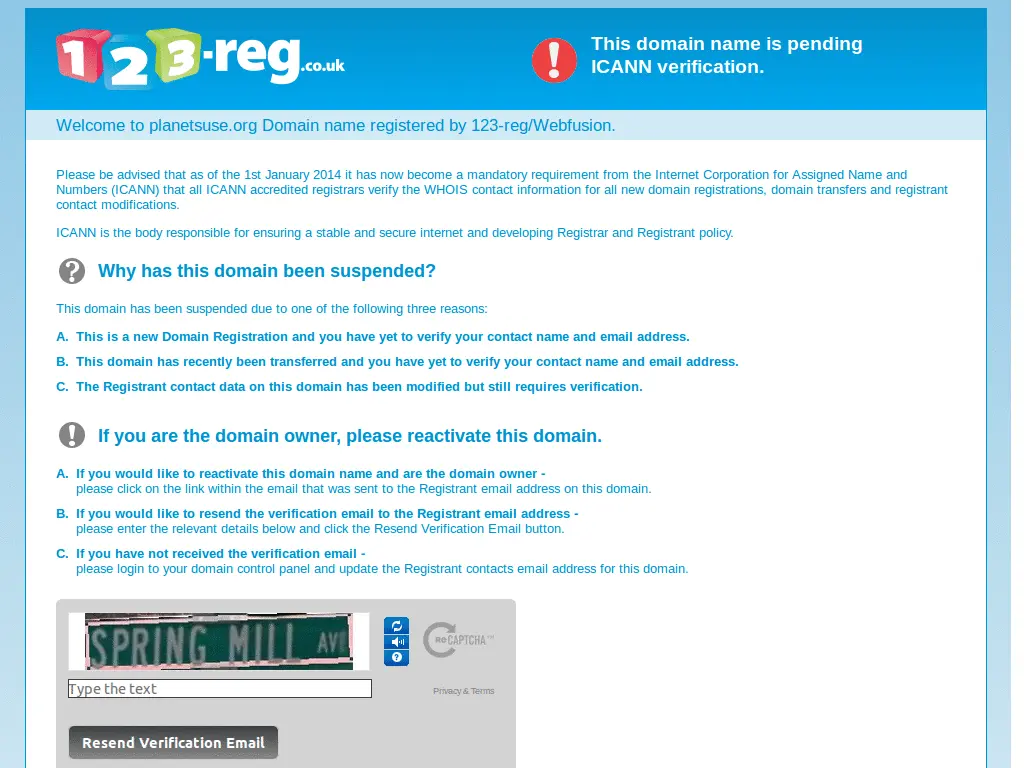 123-reg.co.uk
This domain name is pending
ICANN verification.
Welcome to planetsuse.org Domain name registered by 123-reg/Webfusion.
Please be advised that as of the 1st January 2014 it has now become a mandatory requirement from the Internet Corporation for Assigned Name and
Numbers (ICANN) that all ICANN accredited registrars verify the WHOIS contact information for all new domain registrations, domain transfers and registrant
contact modifications.
ICANN is the body responsible for ensuring a stable and secure internet and developing Registrar and Registrant policy.
Why has this domain been suspended?
This domain has been suspended due to one of the following three reasons:
A. This is a new Domain Registration and you have yet to verify your contact name and email address.
B. This domain has recently been transferred and you have yet to verify your contact name and email address.
C. The Registrant contact data on this domain has been modified but still requires verification.
If you are the domain owner, please reactivate this domain.
A. If you would like to reactivate this domain name and are the domain owner -
please click on the link within the email that was sent to the Registrant email address on this domain.
B. If you would like to resend the verification email to the Registrant email address -
please enter the relevant details below and click the Resend Verification Email button.
C. If you have not received the verification email -
please login to your domain control panel and update the Registrant contacts email address for this domain.
SPRING MILL AVE
ReCAPTCHA™
Type the text
Privacy & Terms
Resend Verification Email